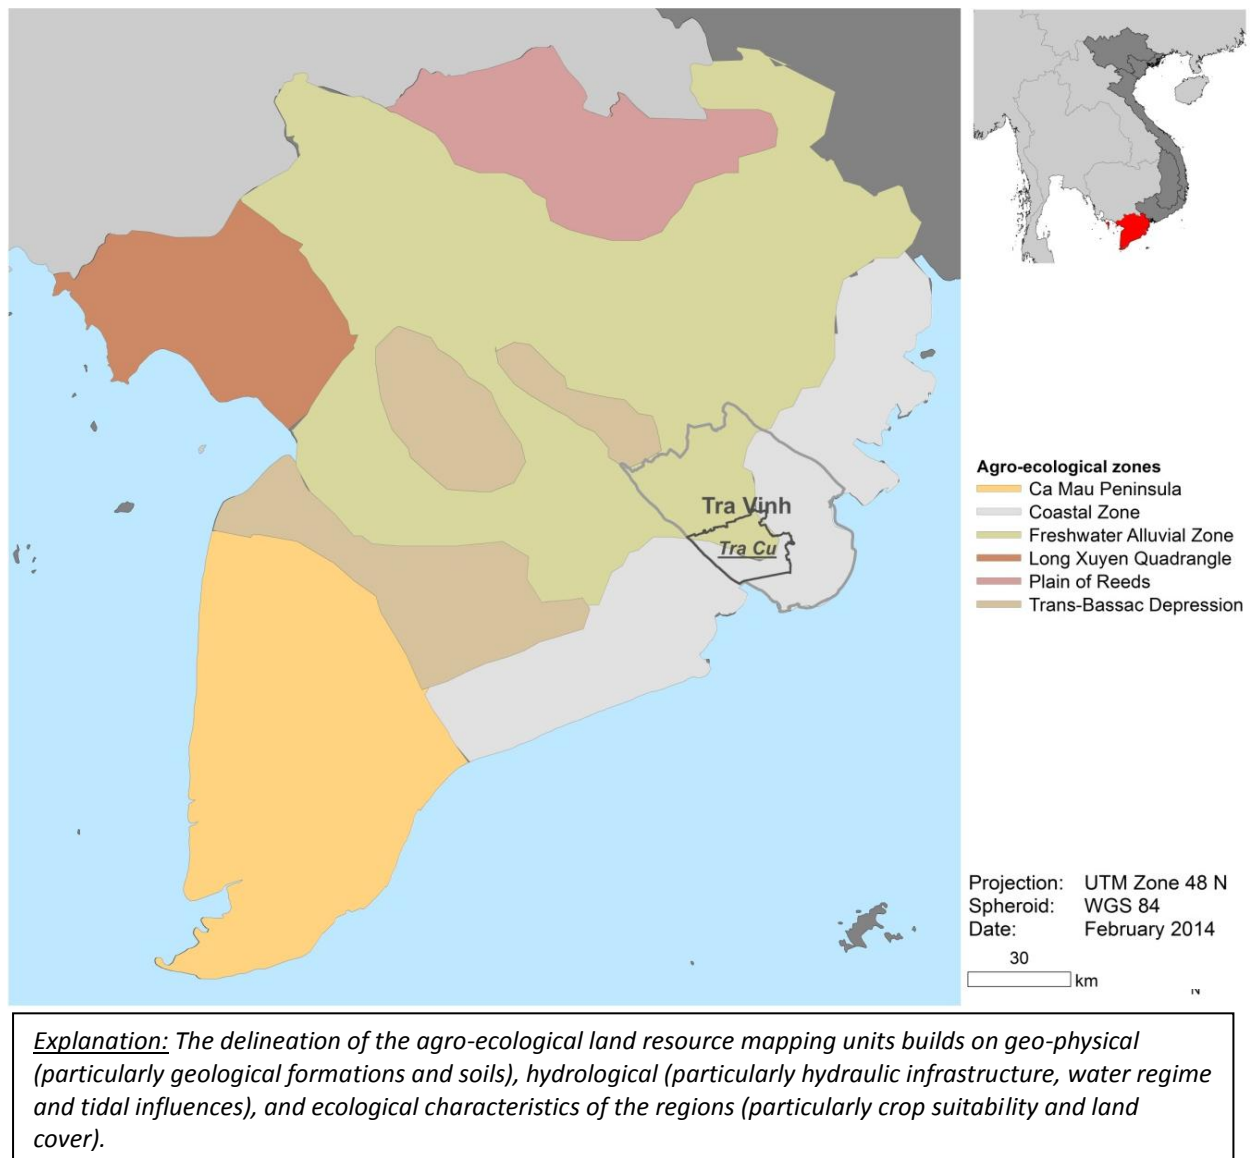 Tra Vinh
Tra Cu
Agro-ecological zones
Ca Mau Peninsula
Coastal Zone
Freshwater Alluvial Zone
Long Xuyen Quadrangle
Plain of Reeds
Trans-Bassac Depression
Projection: UTM Zone 48 N
Spheroid: WGS 84
Date: February 2014
30
km
N
Explanation: The delineation of the agro-ecological land resource mapping units builds on geo-physical
(particularly geological formations and soils), hydrological (particularly hydraulic infrastructure, water regime
and tidal influences), and ecological characteristics of the regions (particularly crop suitability and land
cover).